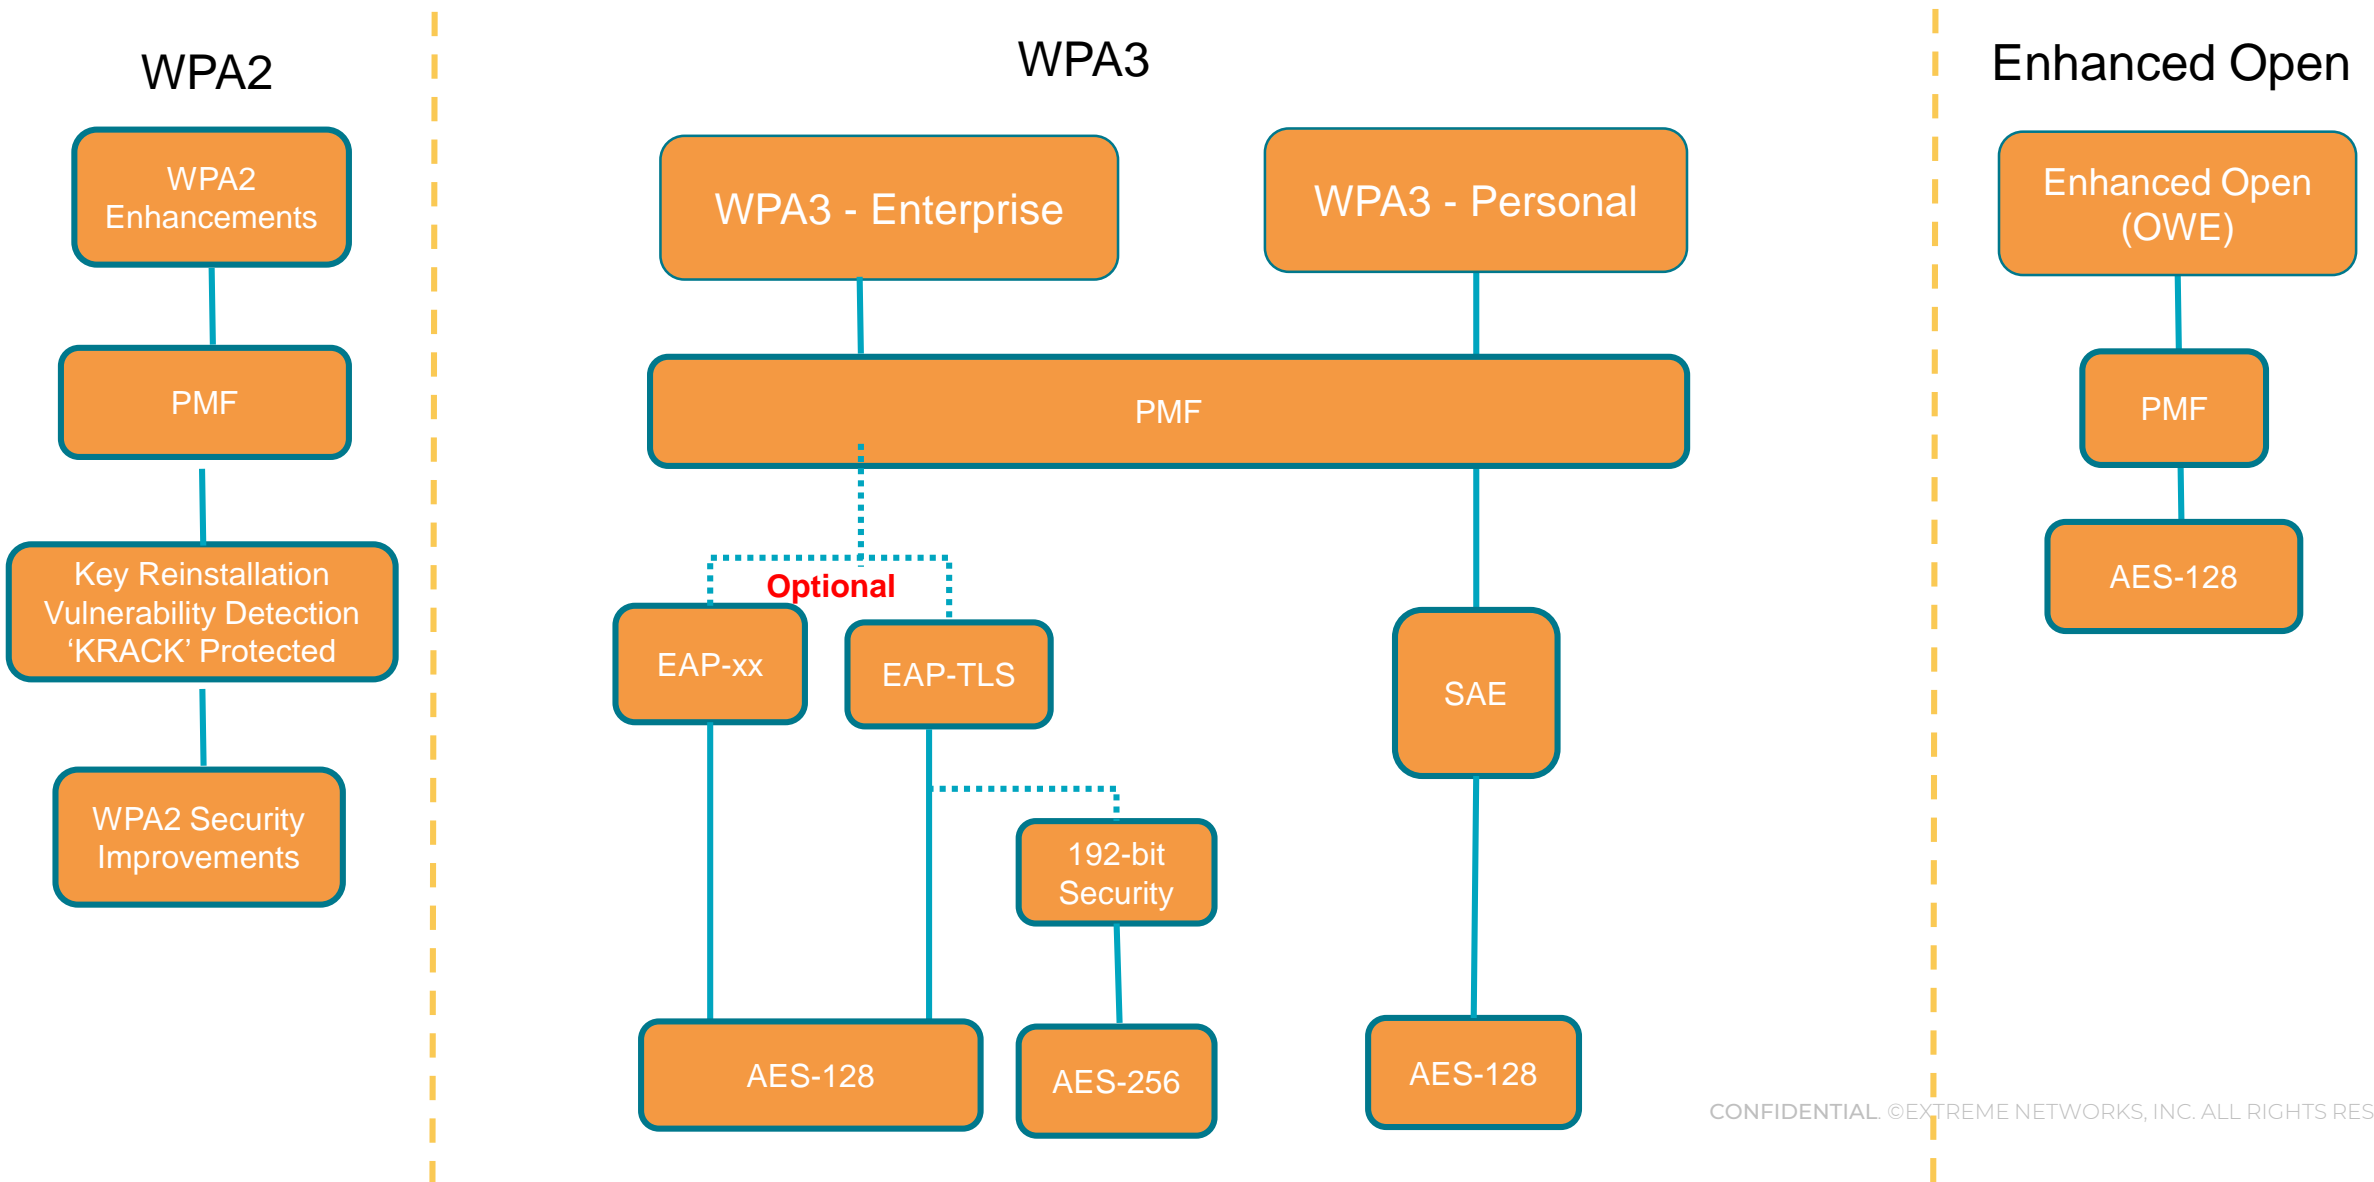 WPA2
WPA3
Enhanced Open
WPA2
Enhancements
WPA3 - Enterprise
WPA3 - Personal
Enhanced Open
(OWE)
PMF
PMF
PMF
Key Reinstallation
Vulnerability Detection
‘KRACK’ Protected
Optional
AES-128
EAP-xx
EAP-TLS
SAE
WPA2 Security
Improvements
192-bit
Security
AES-128
AES-256
AES-128
CONFIDENTIAL. ©EXTREME NETWORKS, INC. ALL RIGHTS RES